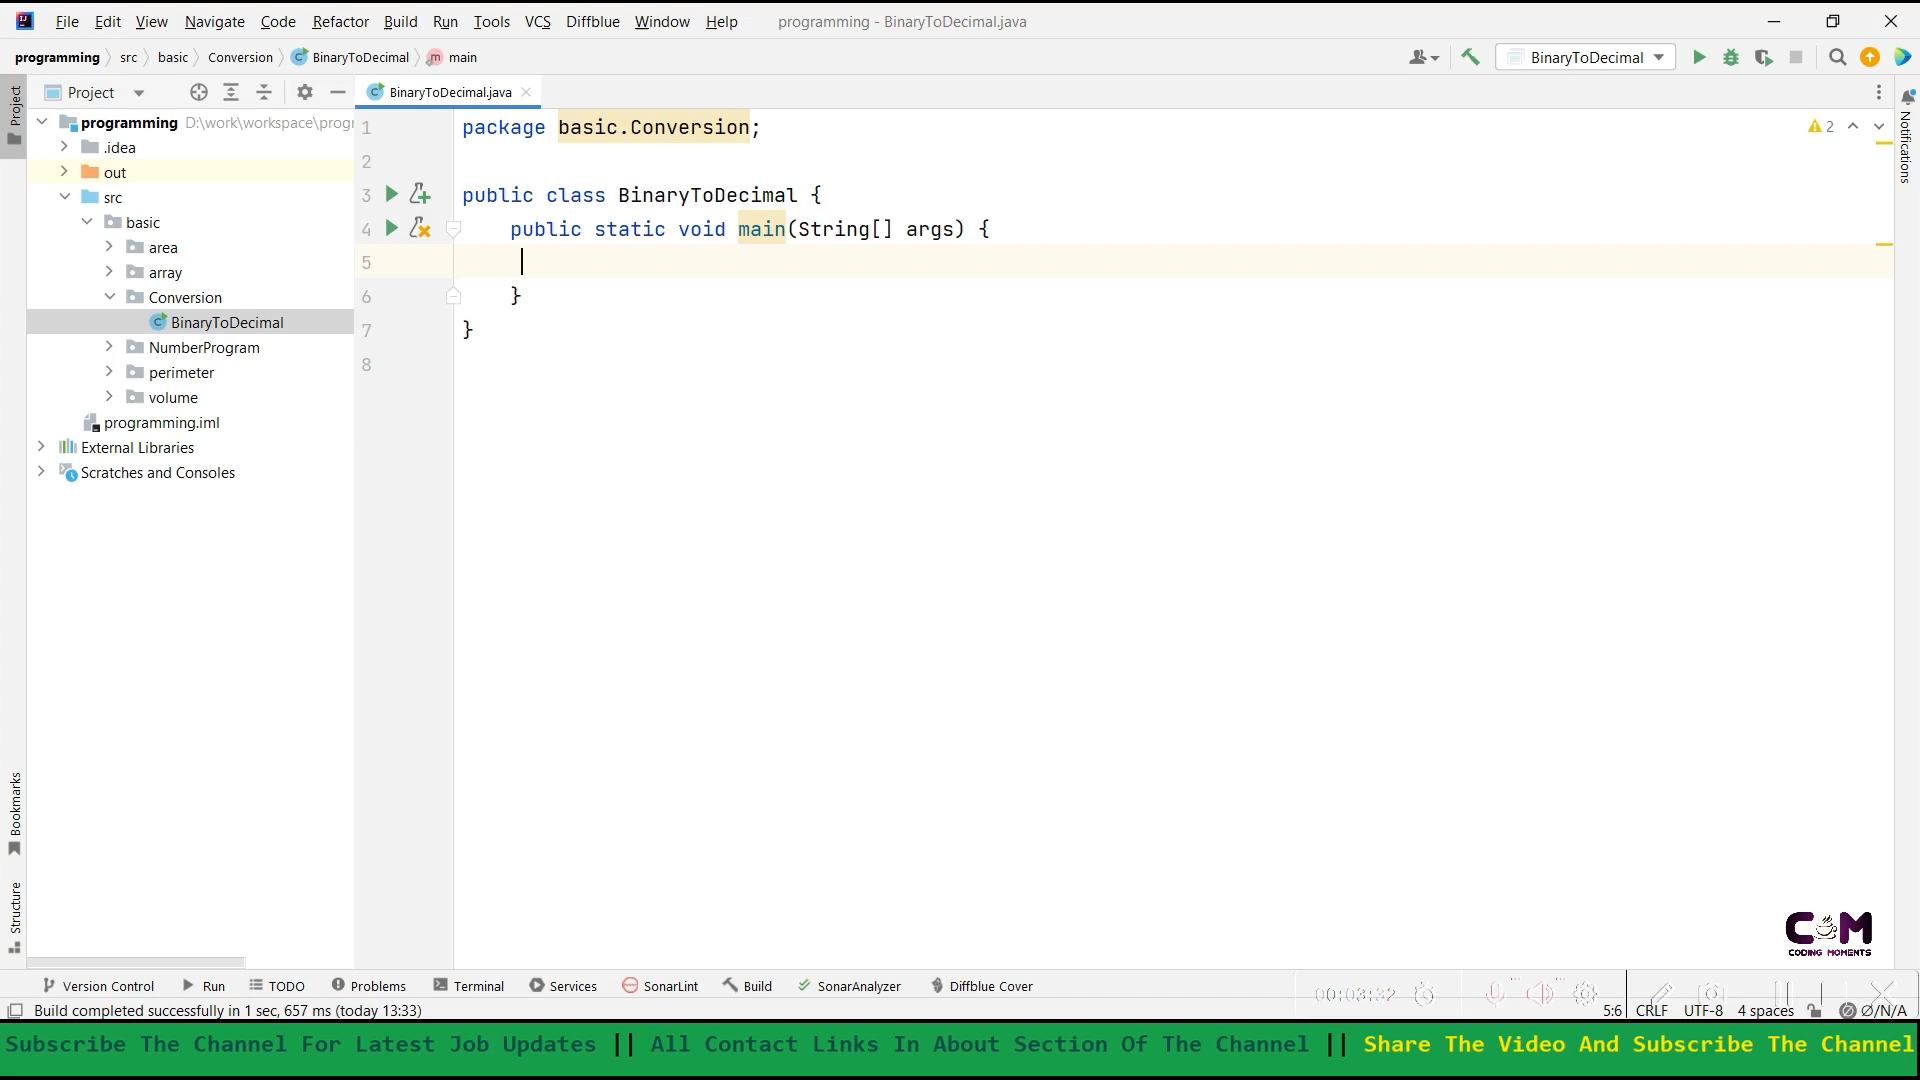 File Edit View Navigate Code Refactor Build Run Tools VCS Diffblue Window Help programming - BinaryToDecimal.java
programming src basic Conversion BinaryToDecimal main BinaryToDecimal
Project
Project
BinaryToDecimal.java
Notifications
programming D:\work\workspace\progr
.idea
out
src
basic
area
array
Conversion
BinaryToDecimal
NumberProgram
perimeter
volume
programming.iml
External Libraries
Scratches and Consoles
1 package basic.Conversion;
2
3 public class BinaryToDecimal {
4 public static void main(String[] args) {
5
6 }
7 }
8
2
Bookmarks
Structure
C M
CODING MOMENTS
Version Control Run TODO Problems Terminal Services SonarLint Build SonarAnalyzer Diffblue Cover
00:03:32
Build completed successfully in 1 sec, 657 ms (today 13:33) 5:6 CRLF UTF-8 4 spaces Ø/N/A
Subscribe The Channel For Latest Job Updates || All Contact Links In About Section Of The Channel || Share The Video And Subscribe The Channel